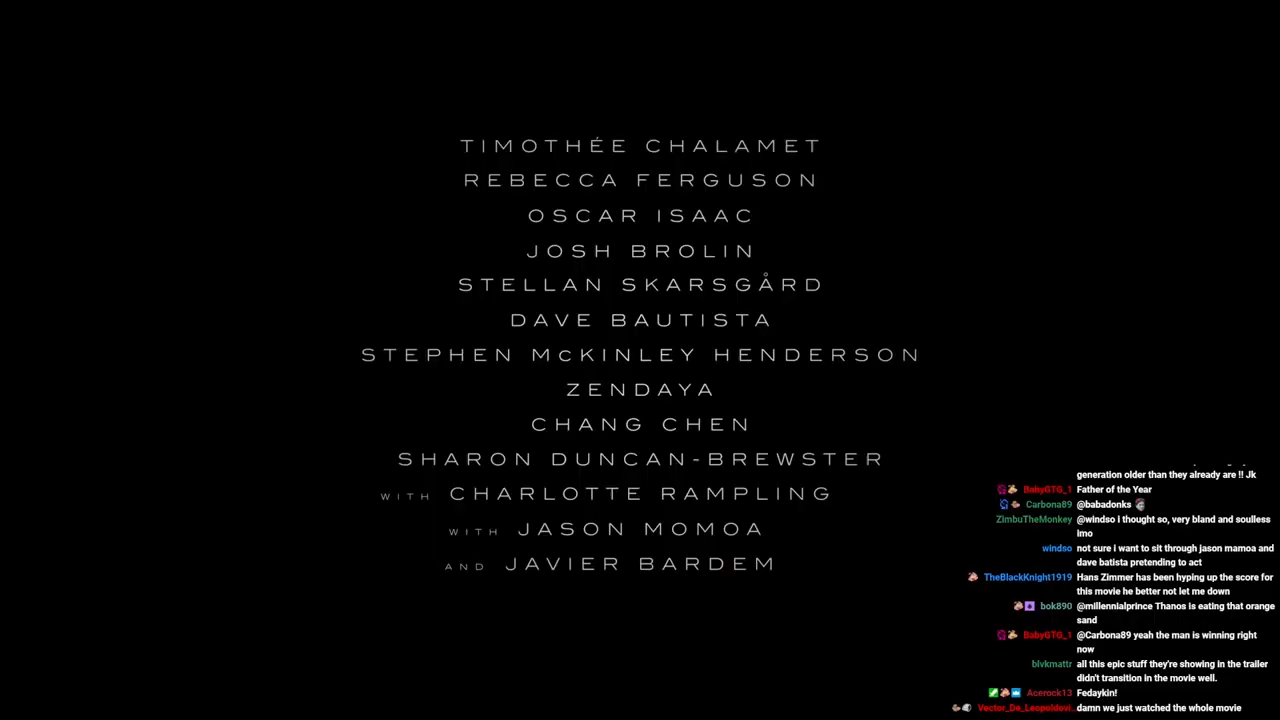 TIMOTHÉE CHALAMET
REBECCA FERGUSON
OSCAR ISAAC
JOSH BROLIN
STELLAN SKARSGÅRD
DAVE BAUTISTA
STEPHEN McKINLEY HENDERSON
ZENDAYA
CHANG CHEN
SHARON DUNCAN-BREWSTER
WITH CHARLOTTE RAMPLING
WITH JASON MOMOA
AND JAVIER BARDEM
generation older than they already are !! Jk
BabyGTG_1 Father of the Year
Carbona89 @babadonks
ZimbuTheMonkey @windso i thought so, very bland and soulless
imo
windso not sure i want to sit through jason mamoa and
dave batista pretending to act
TheBlackKnight1919 Hans Zimmer has been hyping up the score for
this movie he better not let me down
bok890 @millennialprince Thanos is eating that orange
sand
BabyGTG_1 @Carbona89 yeah the man is winning right
now
blvkmattr all this epic stuff they're showing in the trailer
didn't transition in the movie well.
Acerock13 Fedaykin!
Vector_De_Leopoldovi... damn we just watched the whole movie